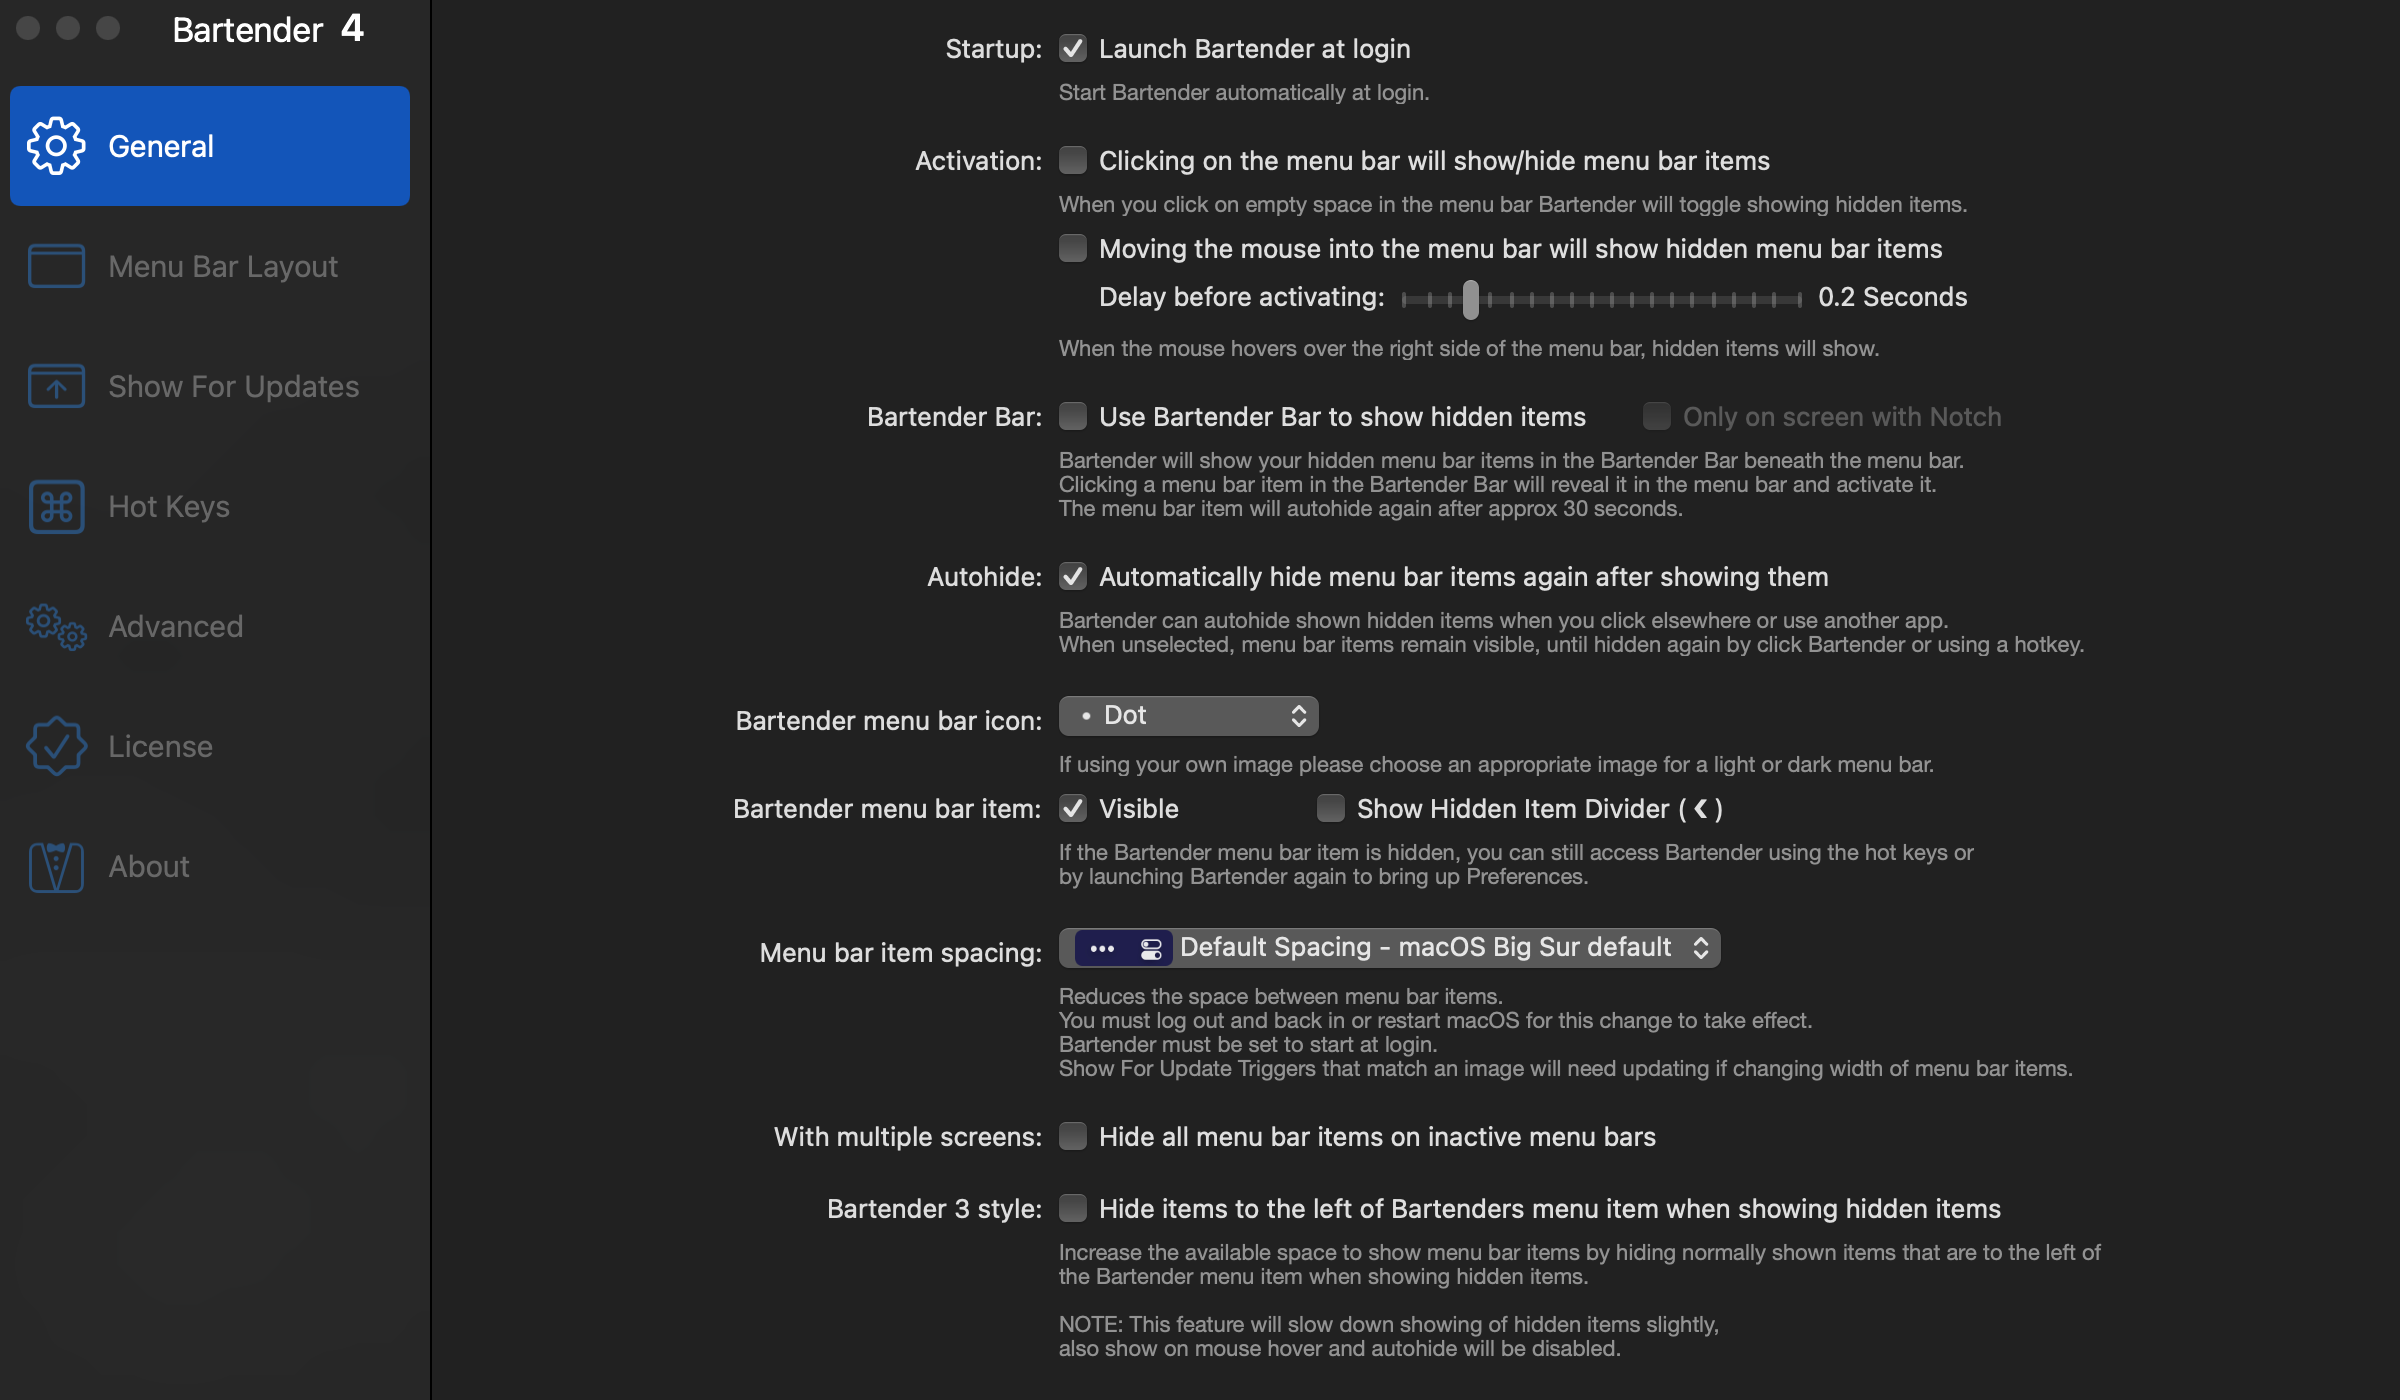 Bartender 4
General
Menu Bar Layout
Show For Updates
Hot Keys
Advanced
License
About
Startup: Launch Bartender at login
Start Bartender automatically at login.
Activation: Clicking on the menu bar will show/hide menu bar items
When you click on empty space in the menu bar Bartender will toggle showing hidden items.
Moving the mouse into the menu bar will show hidden menu bar items
Delay before activating: 0.2 Seconds
When the mouse hovers over the right side of the menu bar, hidden items will show.
Bartender Bar: Use Bartender Bar to show hidden items Only on screen with Notch
Bartender will show your hidden menu bar items in the Bartender Bar beneath the menu bar.
Clicking a menu bar item in the Bartender Bar will reveal it in the menu bar and activate it.
The menu bar item will autohide again after approx 30 seconds.
Autohide: Automatically hide menu bar items again after showing them
Bartender can autohide shown hidden items when you click elsewhere or use another app.
When unselected, menu bar items remain visible, until hidden again by click Bartender or using a hotkey.
Bartender menu bar icon: • Dot
If using your own image please choose an appropriate image for a light or dark menu bar.
Bartender menu bar item: Visible Show Hidden Item Divider (❮)
If the Bartender menu bar item is hidden, you can still access Bartender using the hot keys or
by launching Bartender again to bring up Preferences.
Menu bar item spacing: Default Spacing - macOS Big Sur default
Reduces the space between menu bar items.
You must log out and back in or restart macOS for this change to take effect.
Bartender must be set to start at login.
Show For Update Triggers that match an image will need updating if changing width of menu bar items.
With multiple screens: Hide all menu bar items on inactive menu bars
Bartender 3 style: Hide items to the left of Bartenders menu item when showing hidden items
Increase the available space to show menu bar items by hiding normally shown items that are to the left of
the Bartender menu item when showing hidden items.
NOTE: This feature will slow down showing of hidden items slightly,
also show on mouse hover and autohide will be disabled.